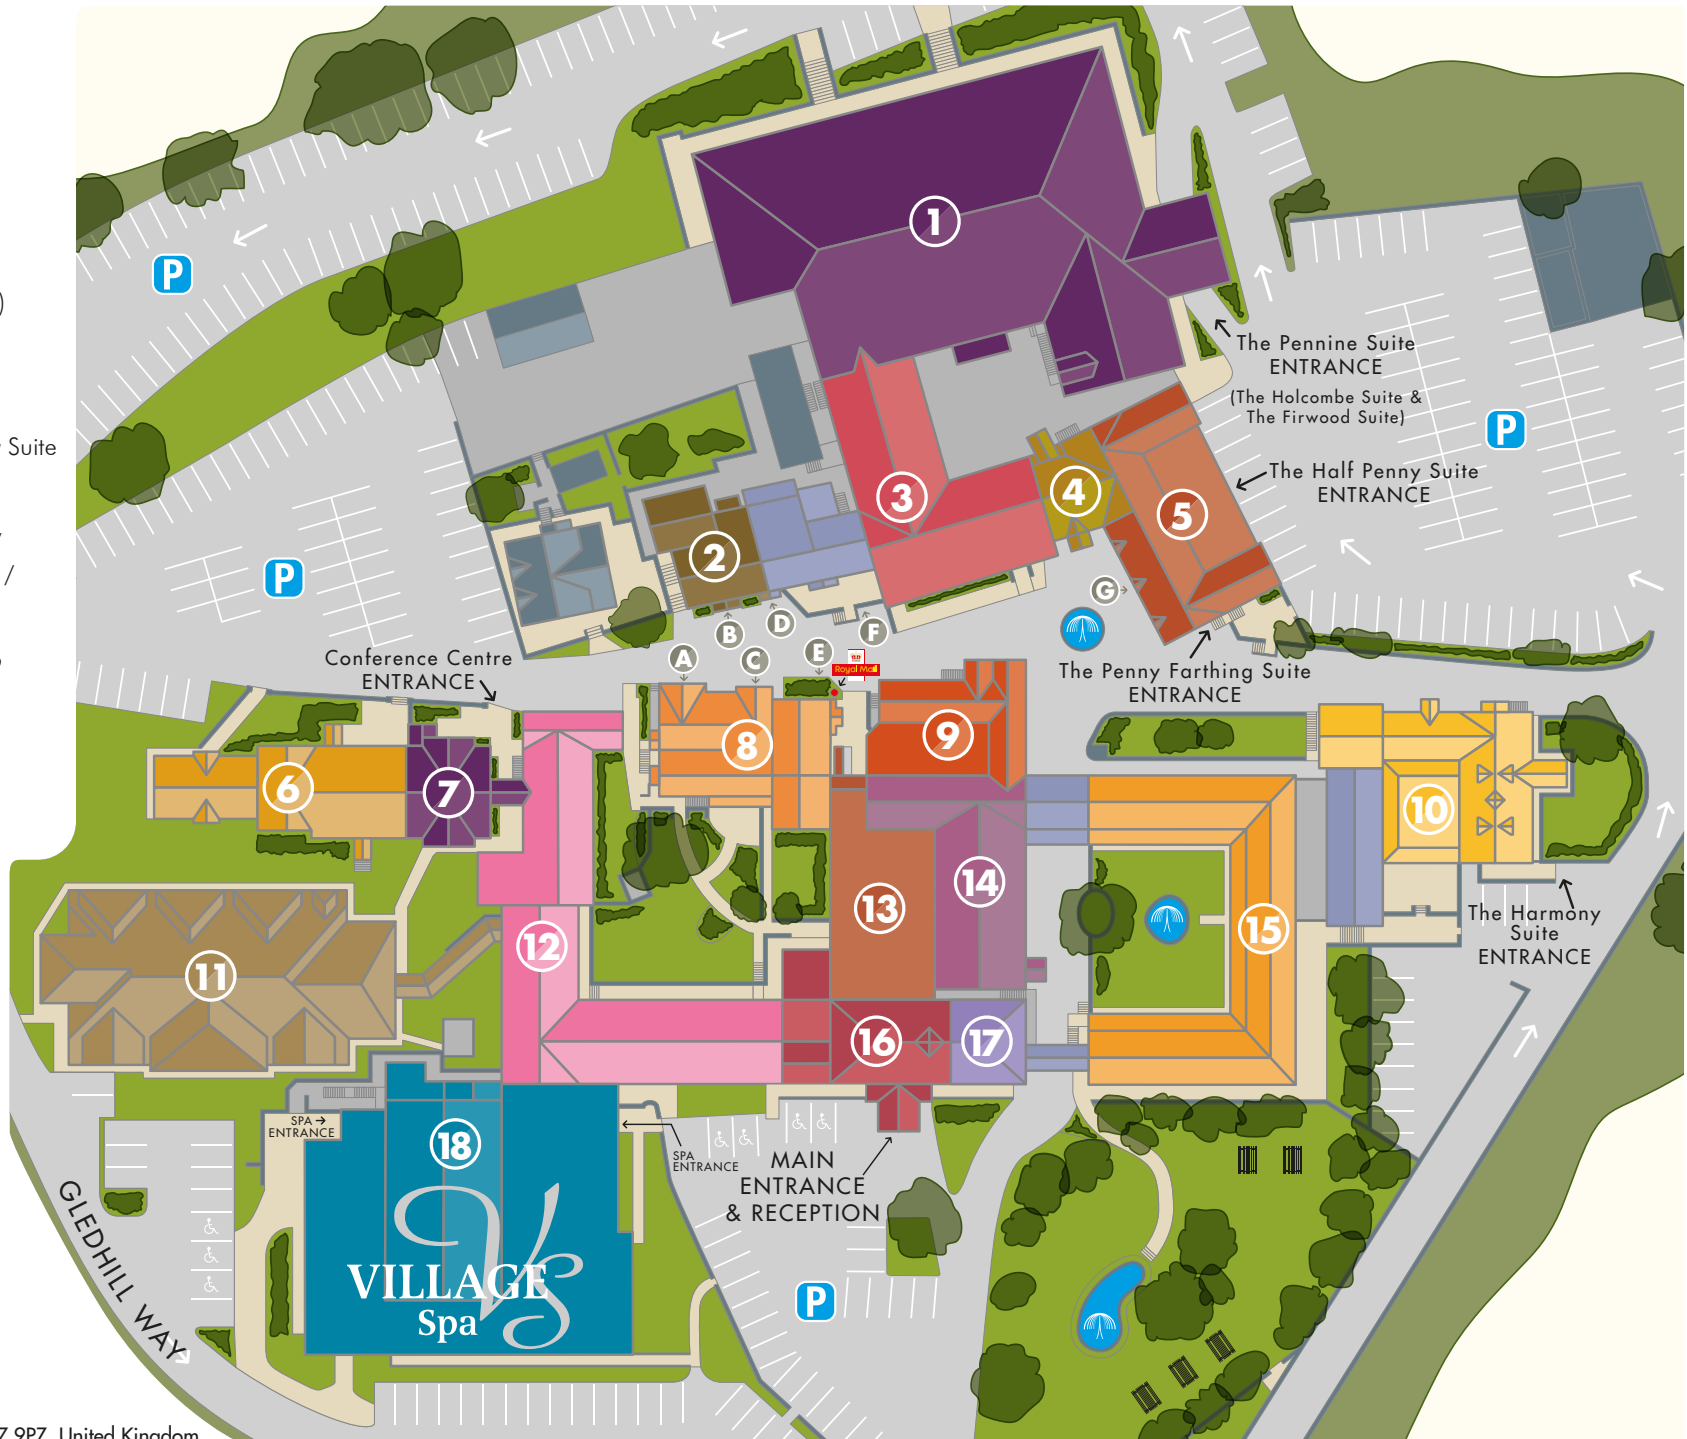 )
Suite
/
P
P
P
P
1
2
3
4
5
6
7
8
9
10
11
12
13
14
15
16
17
18
A
B
C
D
E
F
G
Royal Mail
The Pennine Suite
ENTRANCE
(The Holcombe Suite &
The Firwood Suite)
The Half Penny Suite
ENTRANCE
The Penny Farthing Suite
ENTRANCE
Conference Centre
ENTRANCE
The Harmony
Suite
ENTRANCE
SPA
ENTRANCE
SPA
ENTRANCE
MAIN
ENTRANCE
& RECEPTION
VS
VILLAGE
Spa
GLEDHILL WAY
9PZ, United Kingdom